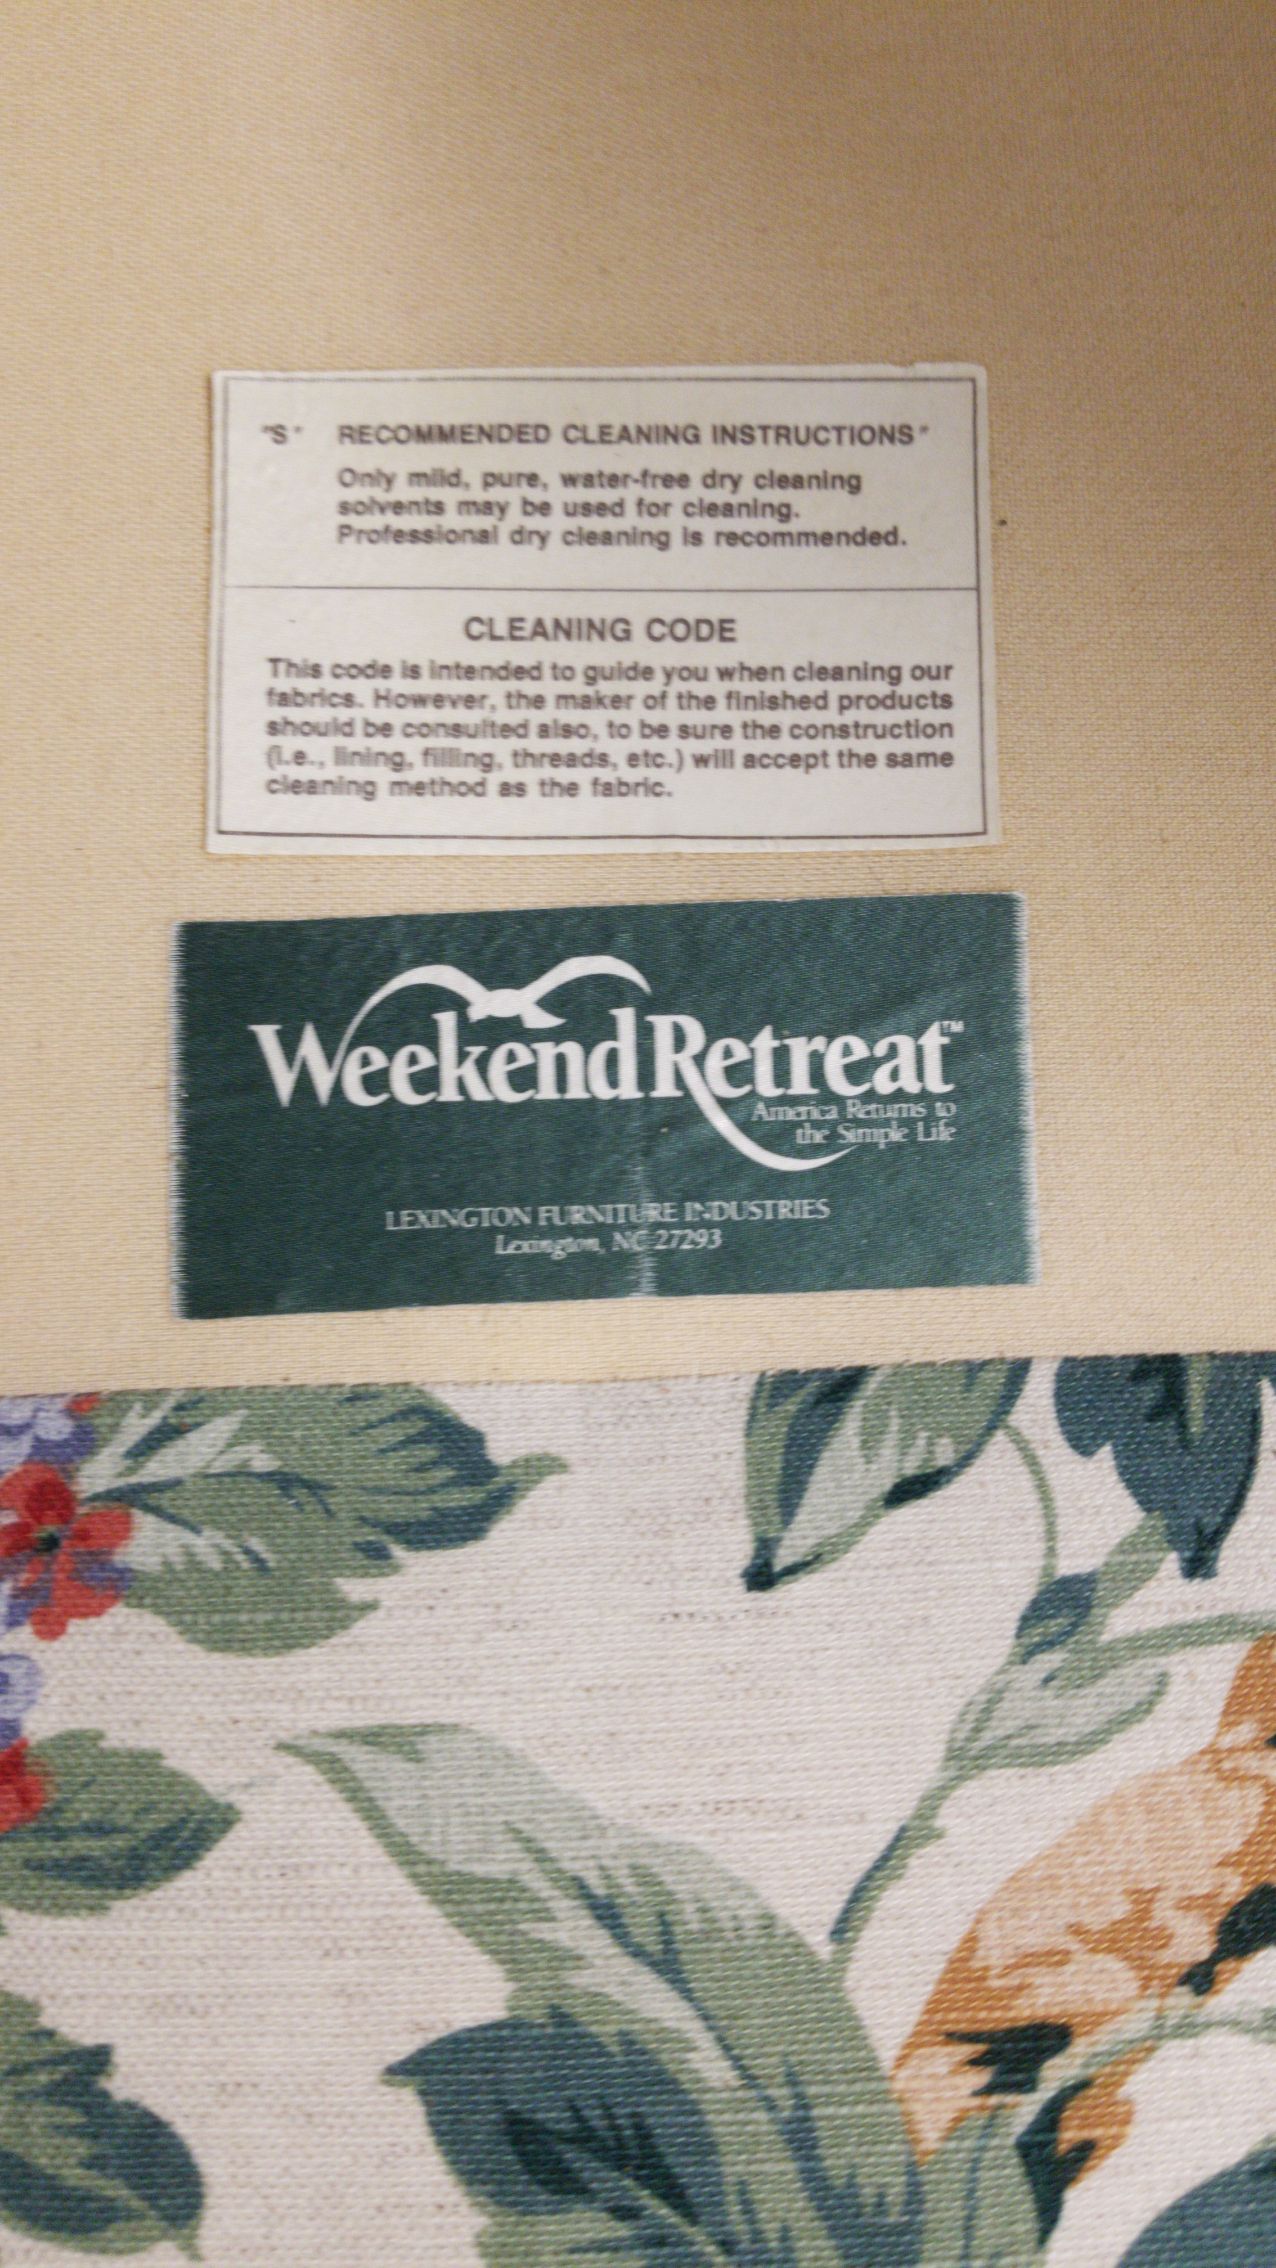 "S" RECOMMENDED CLEANING INSTRUCTIONS"
Only mild, pure, water-free dry cleaning
solvents may be used for cleaning.
Professional dry cleaning is recommended.
CLEANING CODE
This code is intended to guide you when cleaning our
fabrics. However, the maker of the finished products
should be consulted also, to be sure the construction
(i.e., lining, filling, threads, etc.) will accept the same
cleaning method as the fabric.
Weekend Retreat™
America Returns to
the Simple Life
LEXINGTON FURNITURE INDUSTRIES
Lexington, NC 27293